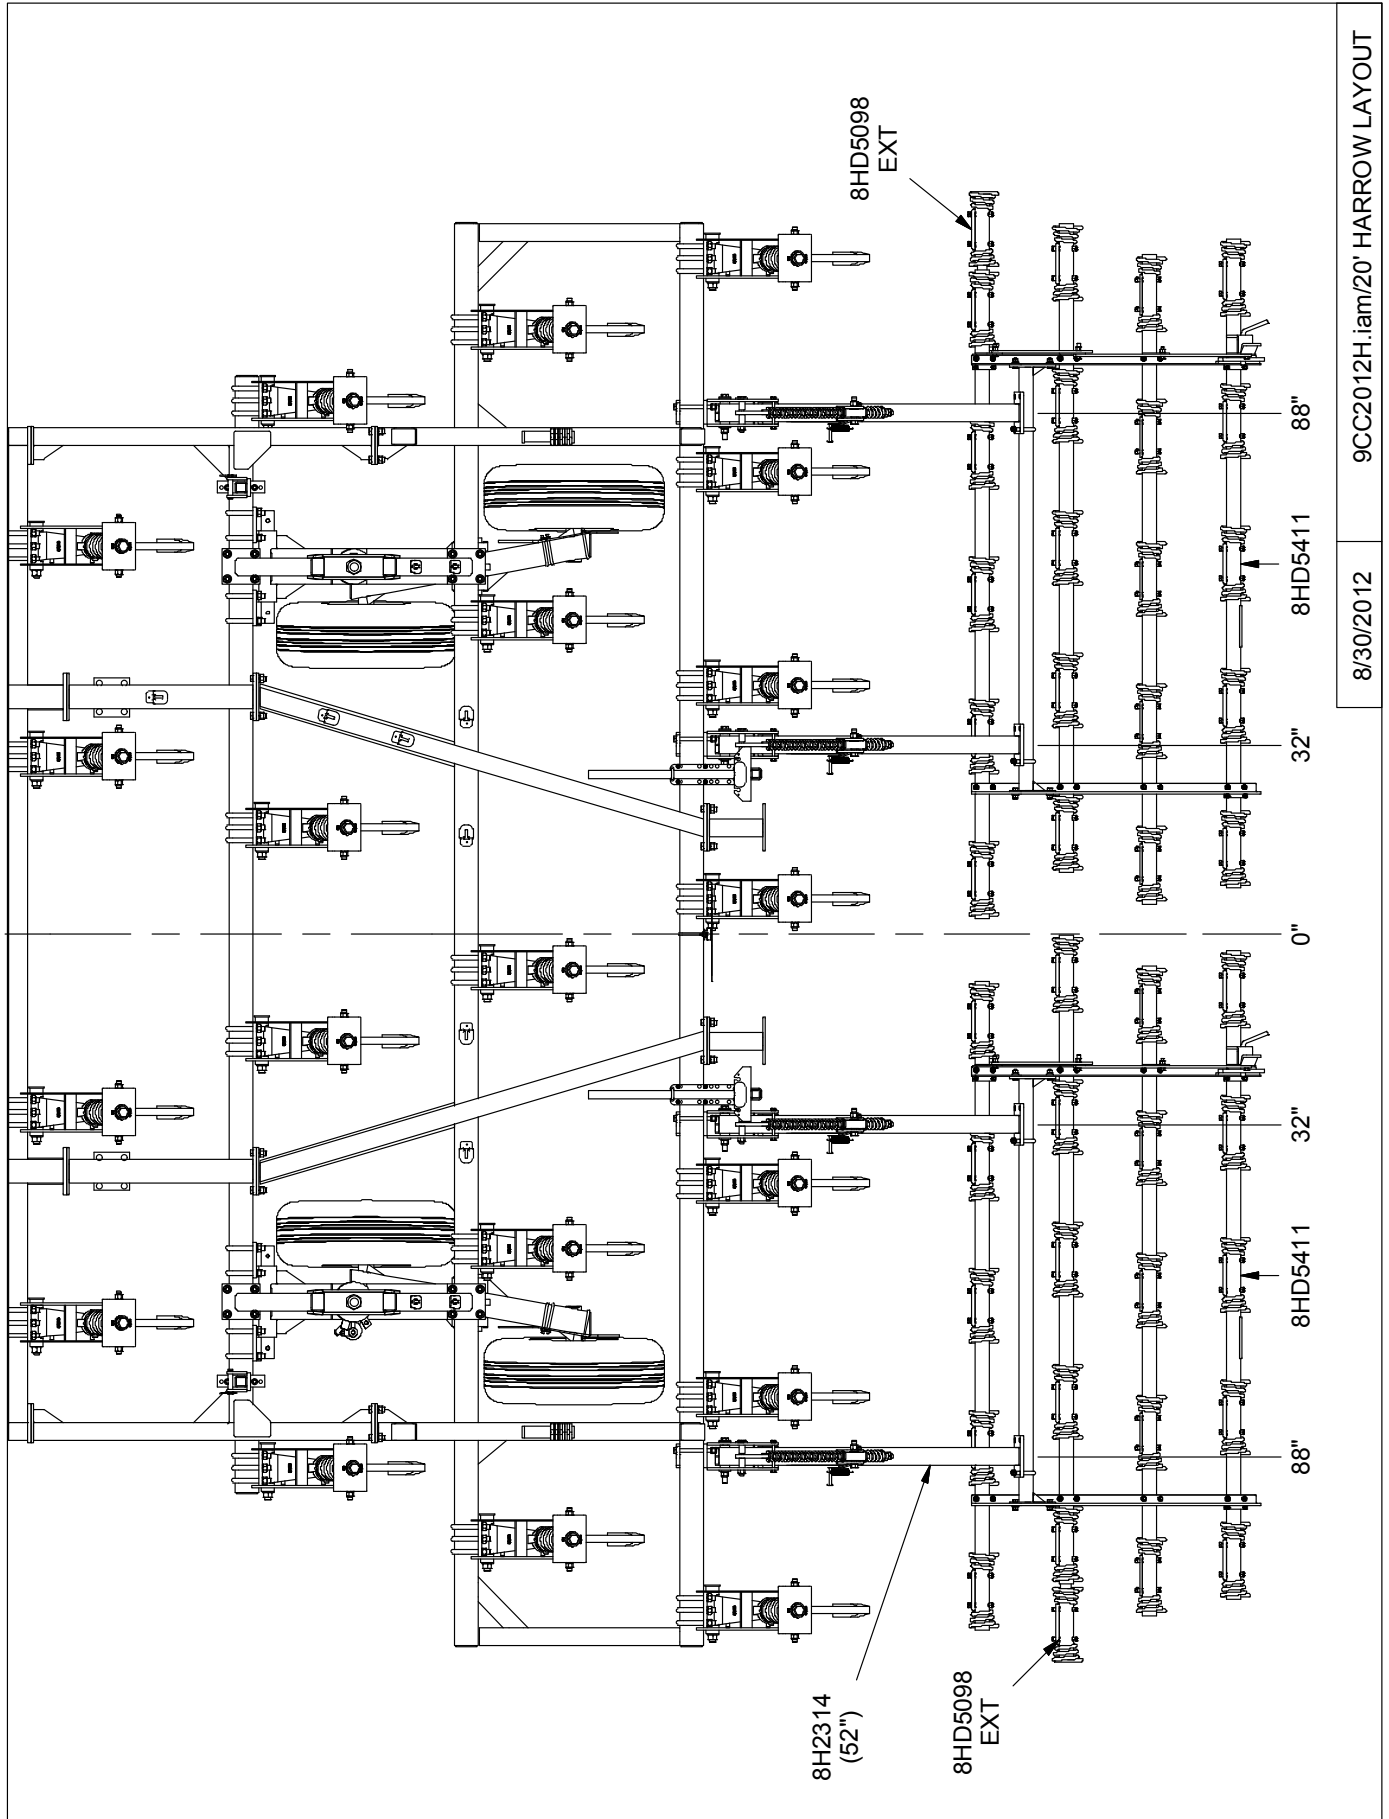 8HD5098
EXT
8H2314
(52")
8HD5098
EXT
88"
8HD5411
32"
0"
32"
8HD5411
88"
8/30/2012
9CC2012H.iam/20' HARROW LAYOUT